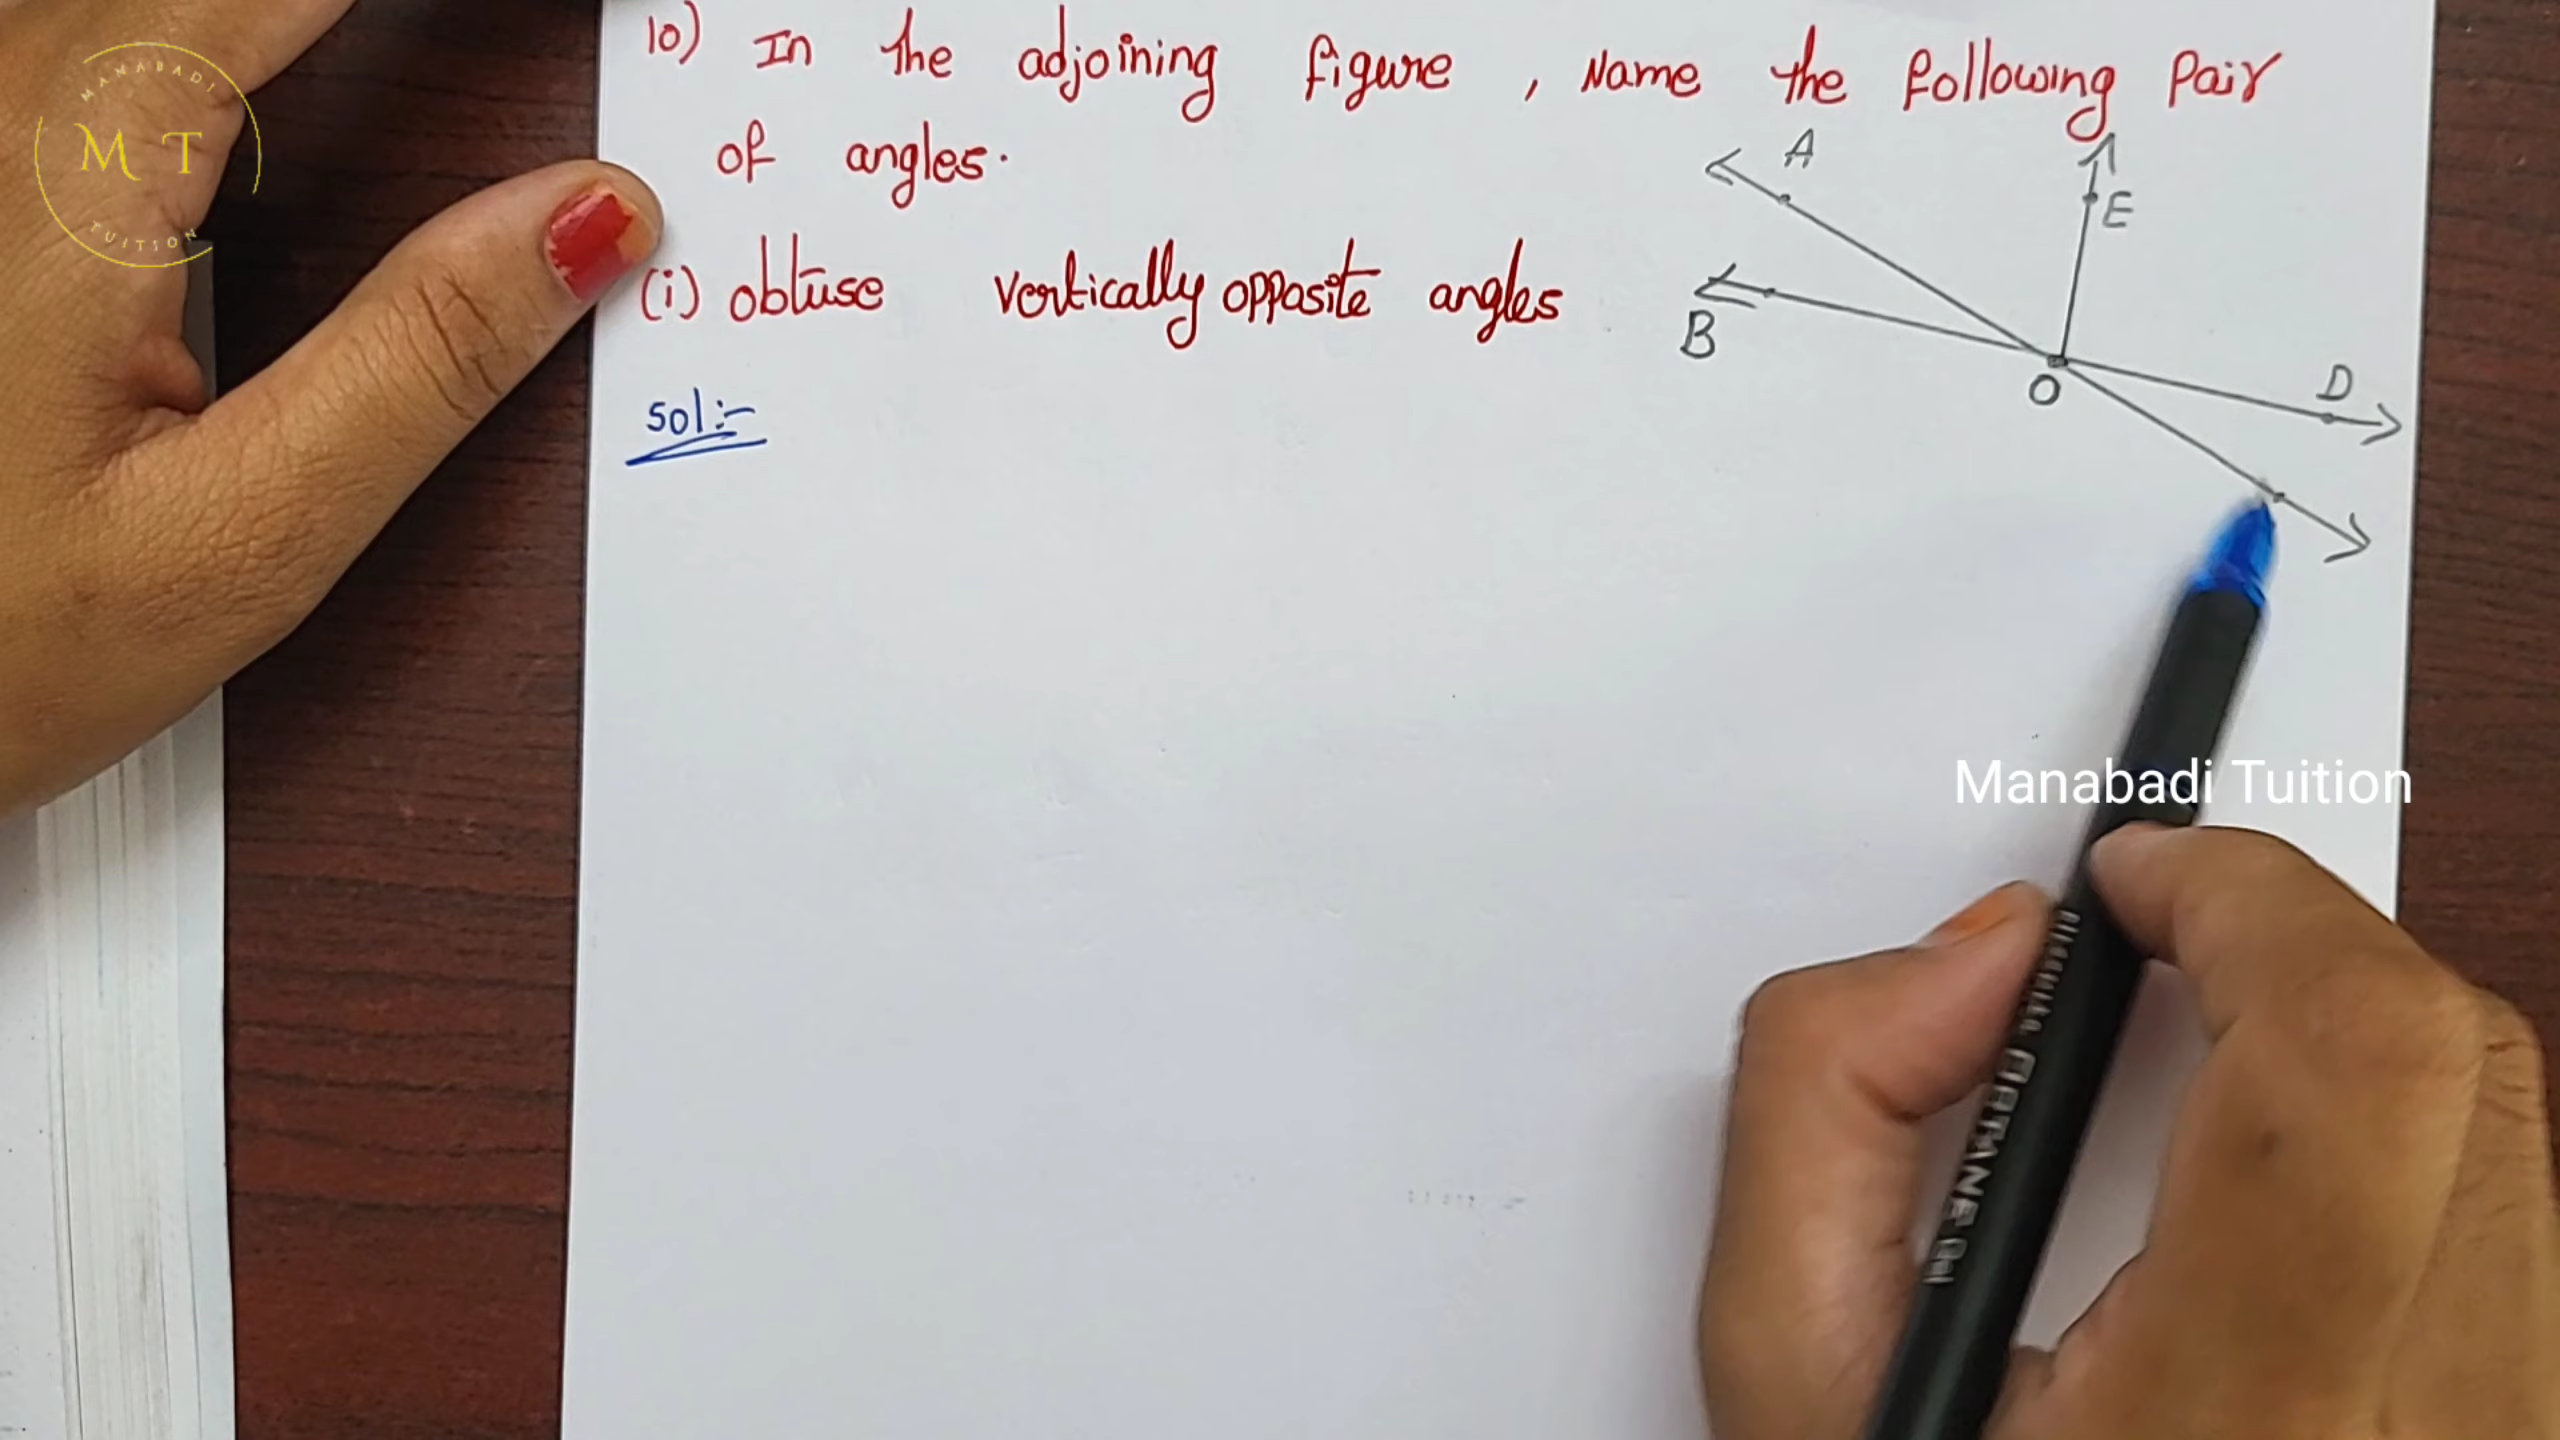 MANABADI
M T
TUITION
10) In the adjoining figure , Name the following Pair
of angles.
(i) obtuse vertically opposite angles
sol:-
A
E
B
O
D
Manabadi Tuition